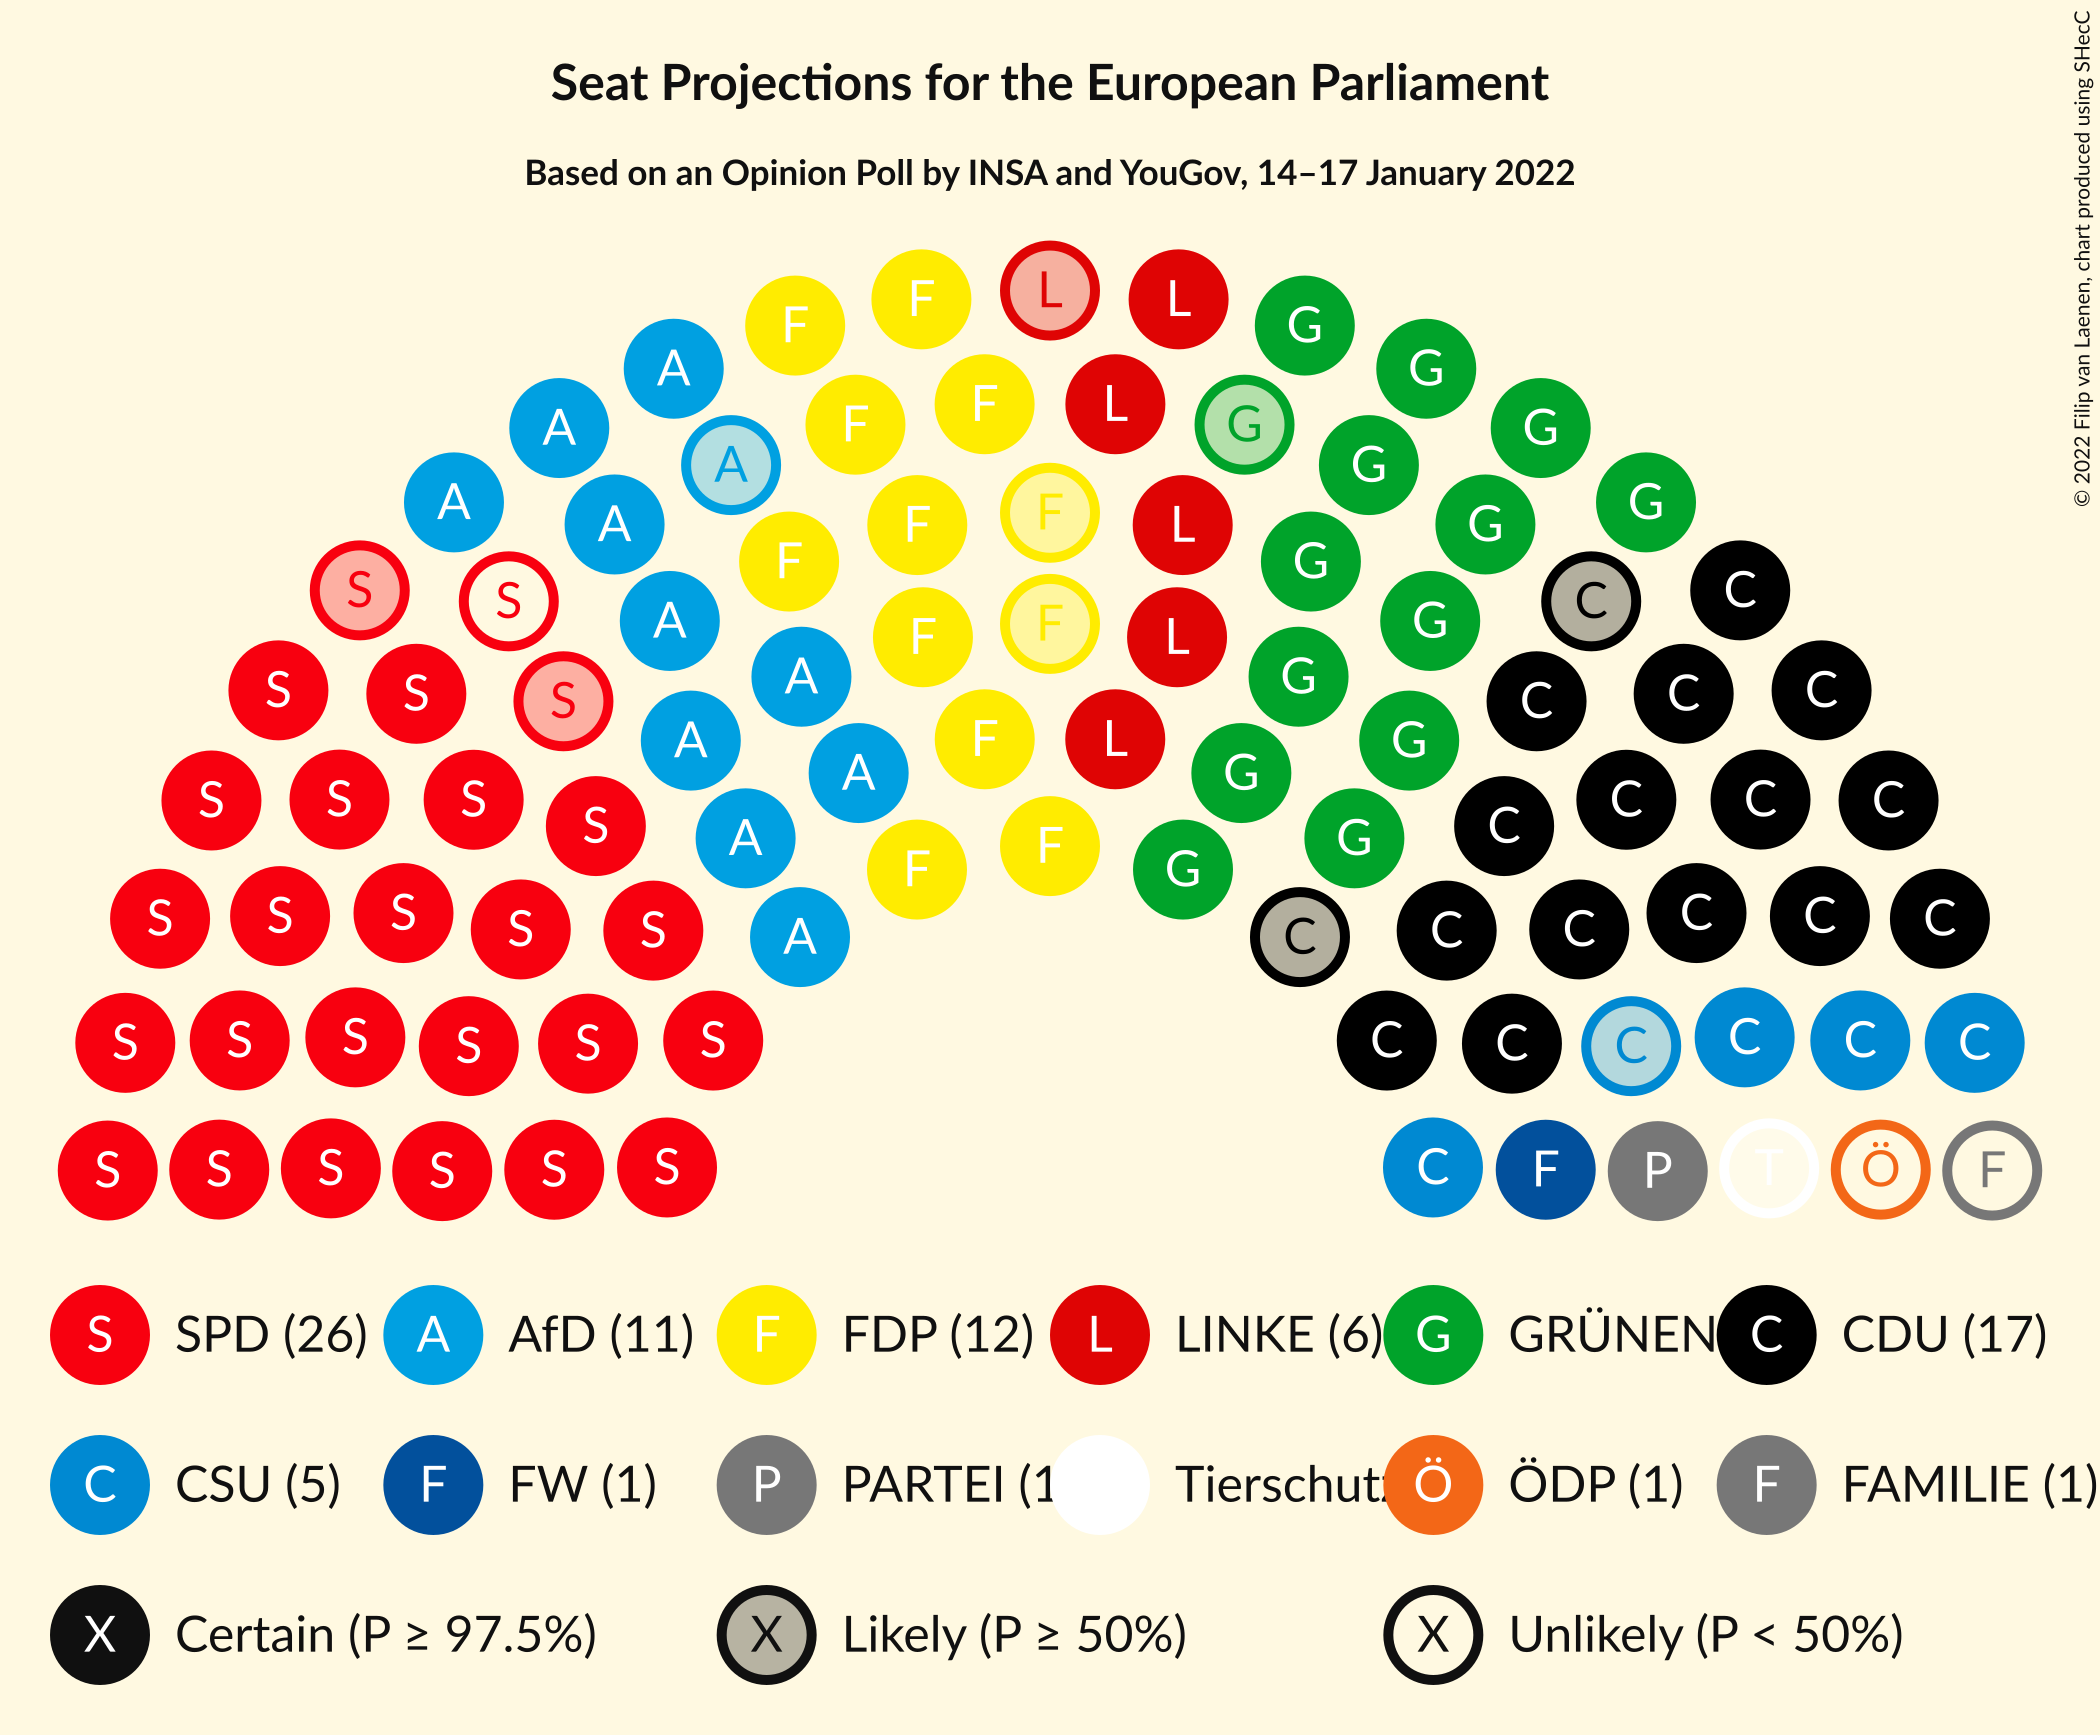 Seat Projections for the European Parliament
Based on an Opinion Poll by INSA and YouGov, 14–17 January 2022
© 2022 Filip van Laenen, chart produced using SHecC
L
F L
F G
A G
F F
A L G G
A A G G
F F F L
A A F G G G
S S C C
A F F L G
S S S A G C C C
A F L G
S S S A G C C C
S A G C
S S S F F G C C C
S S A C C C
S S S S S S C C C C C C
S S S S S S C F P T Ö F
S SPD (26) A AfD (11) F FDP (12) L LINKE (6) G GRÜNEN C CDU (17)
C CSU (5) F FW (1) P PARTEI (1 Tierschutz Ö ÖDP (1) F FAMILIE (1)
X Certain (P ≥ 97.5%) X Likely (P ≥ 50%) X Unlikely (P < 50%)